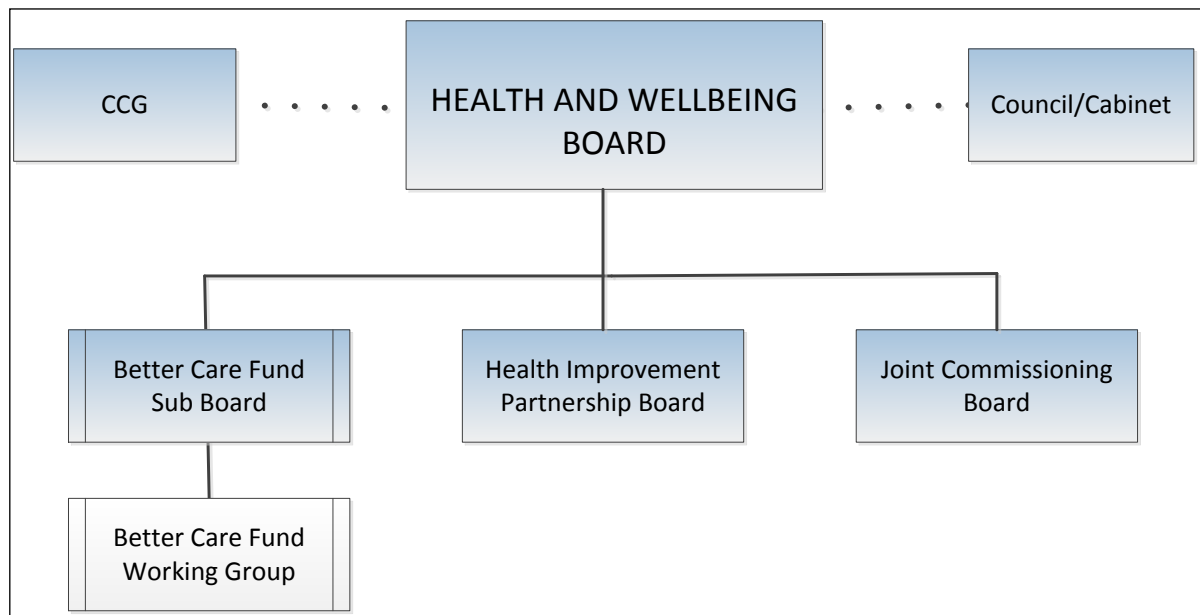 CCG
HEALTH AND WELLBEING
BOARD
Council/Cabinet
Better Care Fund
Sub Board
Health Improvement
Partnership Board
Joint Commissioning
Board
Better Care Fund
Working Group